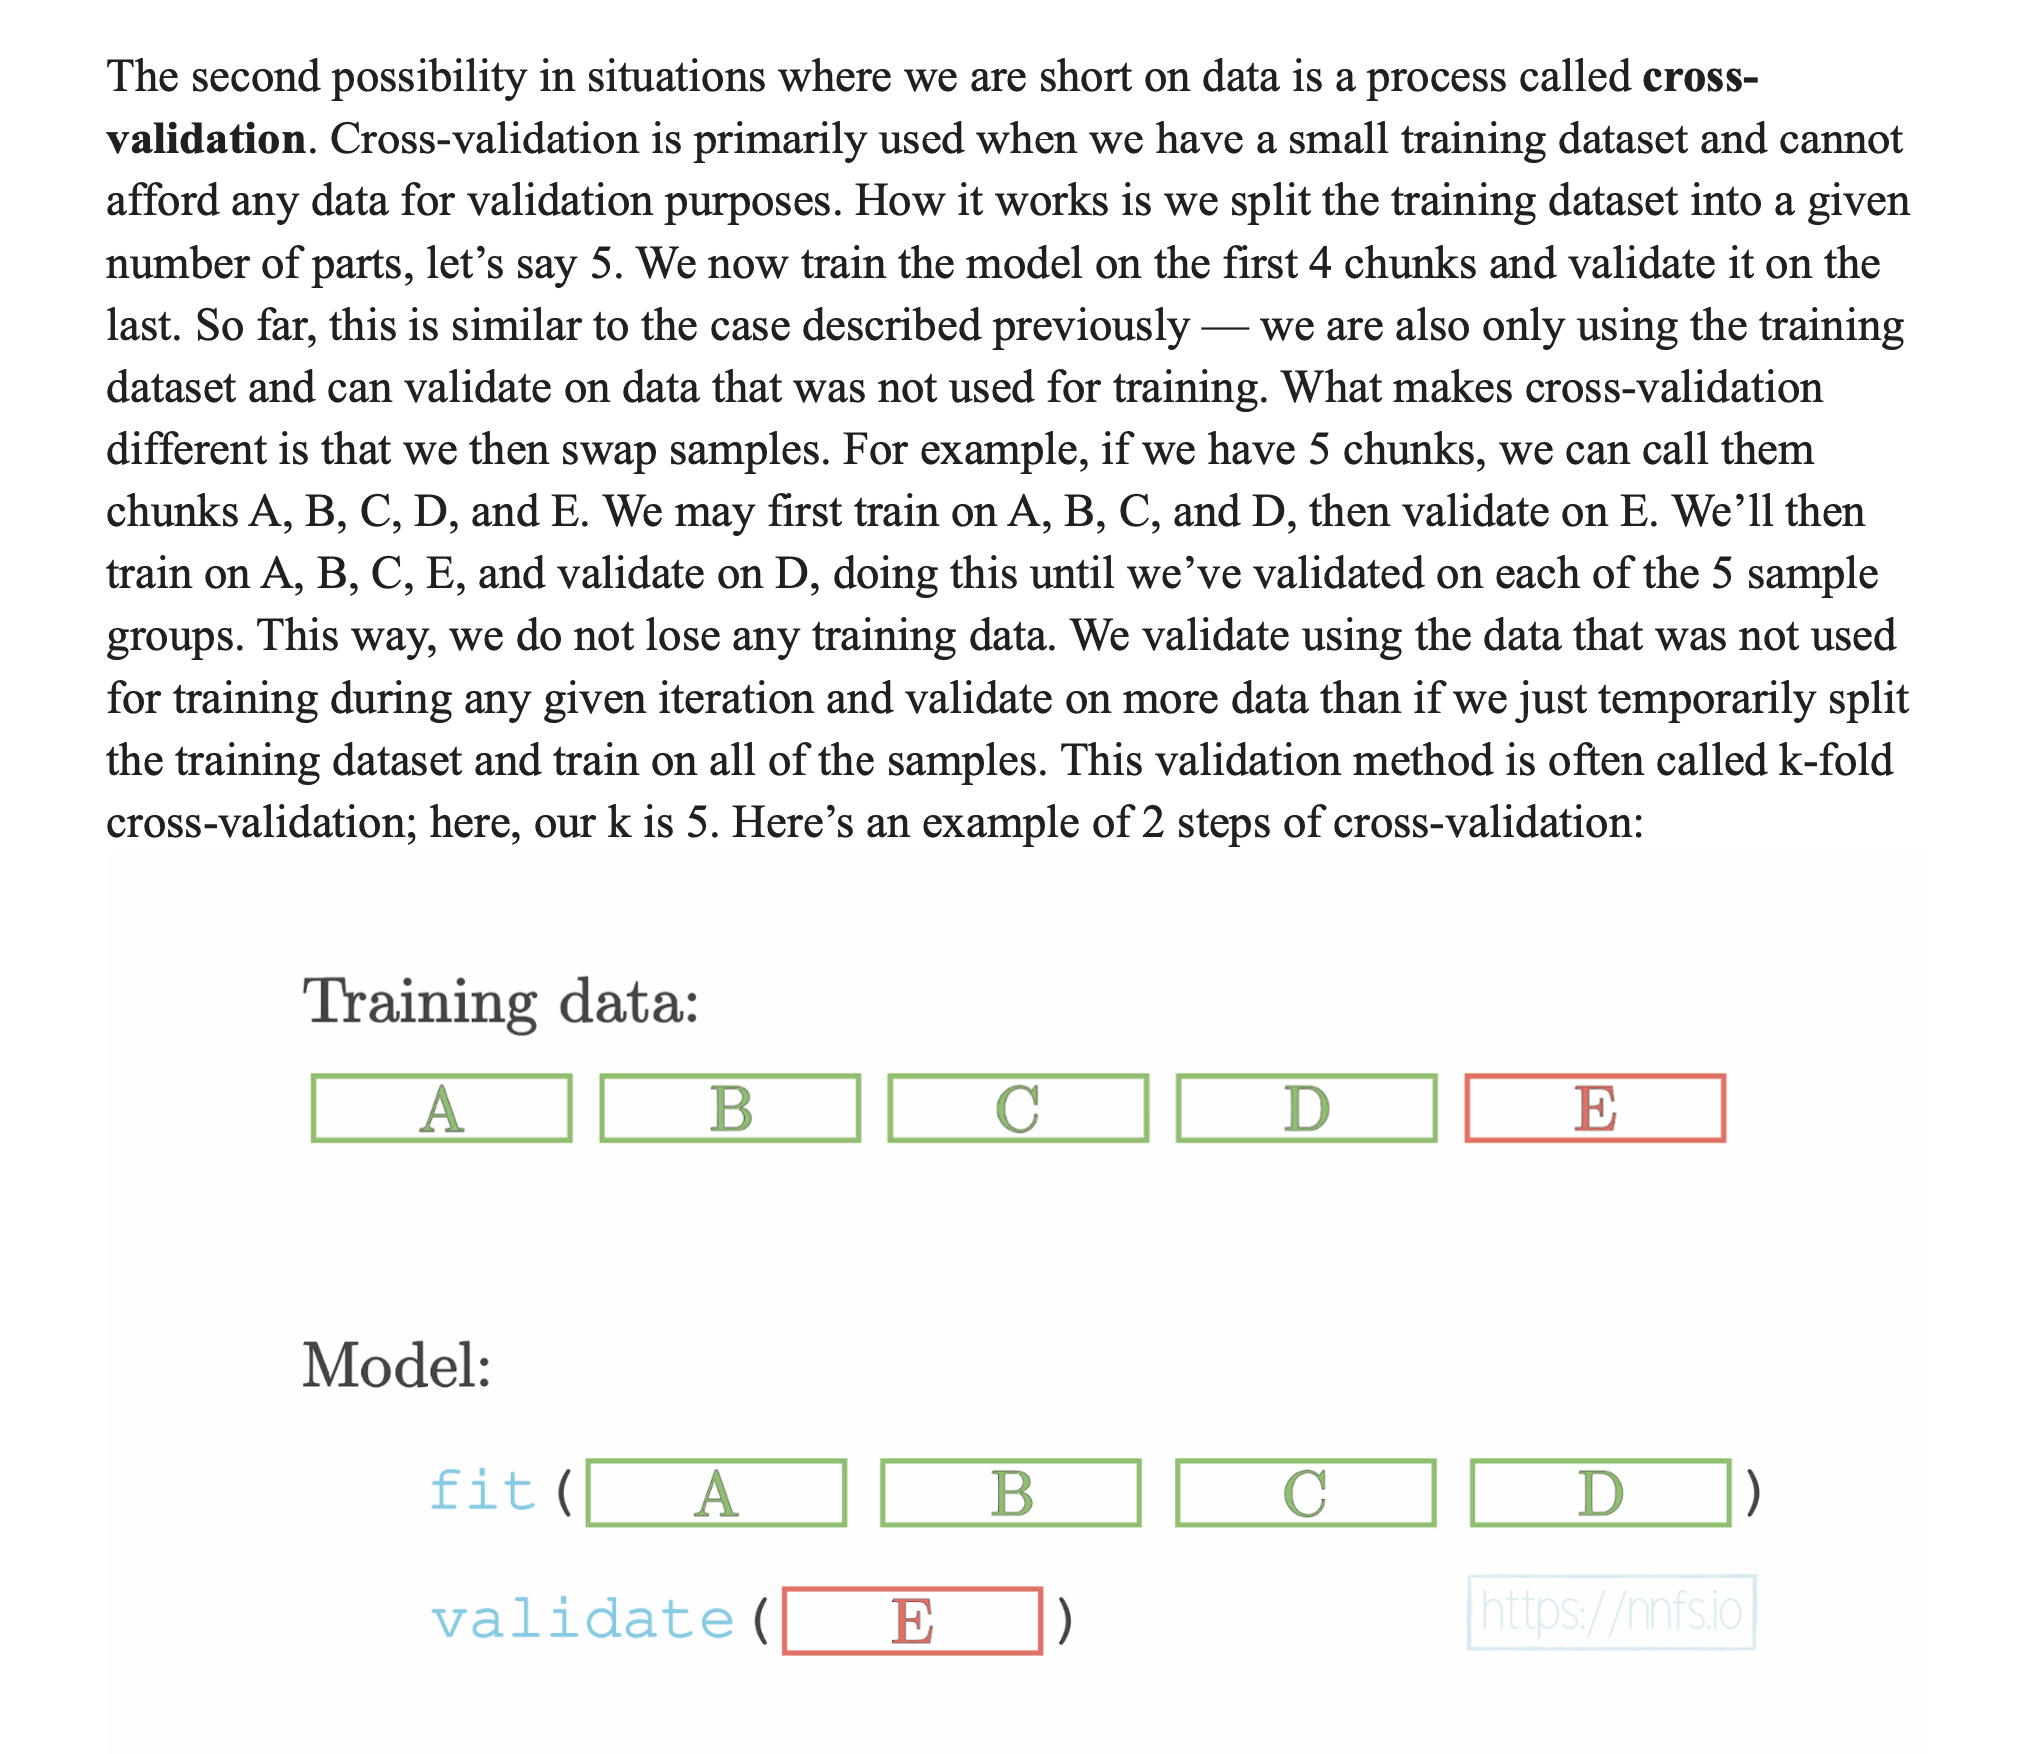 The second possibility in situations where we are short on data is a process called cross-
validation. Cross-validation is primarily used when we have a small training dataset and cannot
afford any data for validation purposes. How it works is we split the training dataset into a given
number of parts, let’s say 5. We now train the model on the first 4 chunks and validate it on the
last. So far, this is similar to the case described previously — we are also only using the training
dataset and can validate on data that was not used for training. What makes cross-validation
different is that we then swap samples. For example, if we have 5 chunks, we can call them
chunks A, B, C, D, and E. We may first train on A, B, C, and D, then validate on E. We’ll then
train on A, B, C, E, and validate on D, doing this until we’ve validated on each of the 5 sample
groups. This way, we do not lose any training data. We validate using the data that was not used
for training during any given iteration and validate on more data than if we just temporarily split
the training dataset and train on all of the samples. This validation method is often called k-fold
cross-validation; here, our k is 5. Here’s an example of 2 steps of cross-validation:
Training data:
A B C D E
Model:
fit( A B C D )
validate( E )
https://nnfs.io